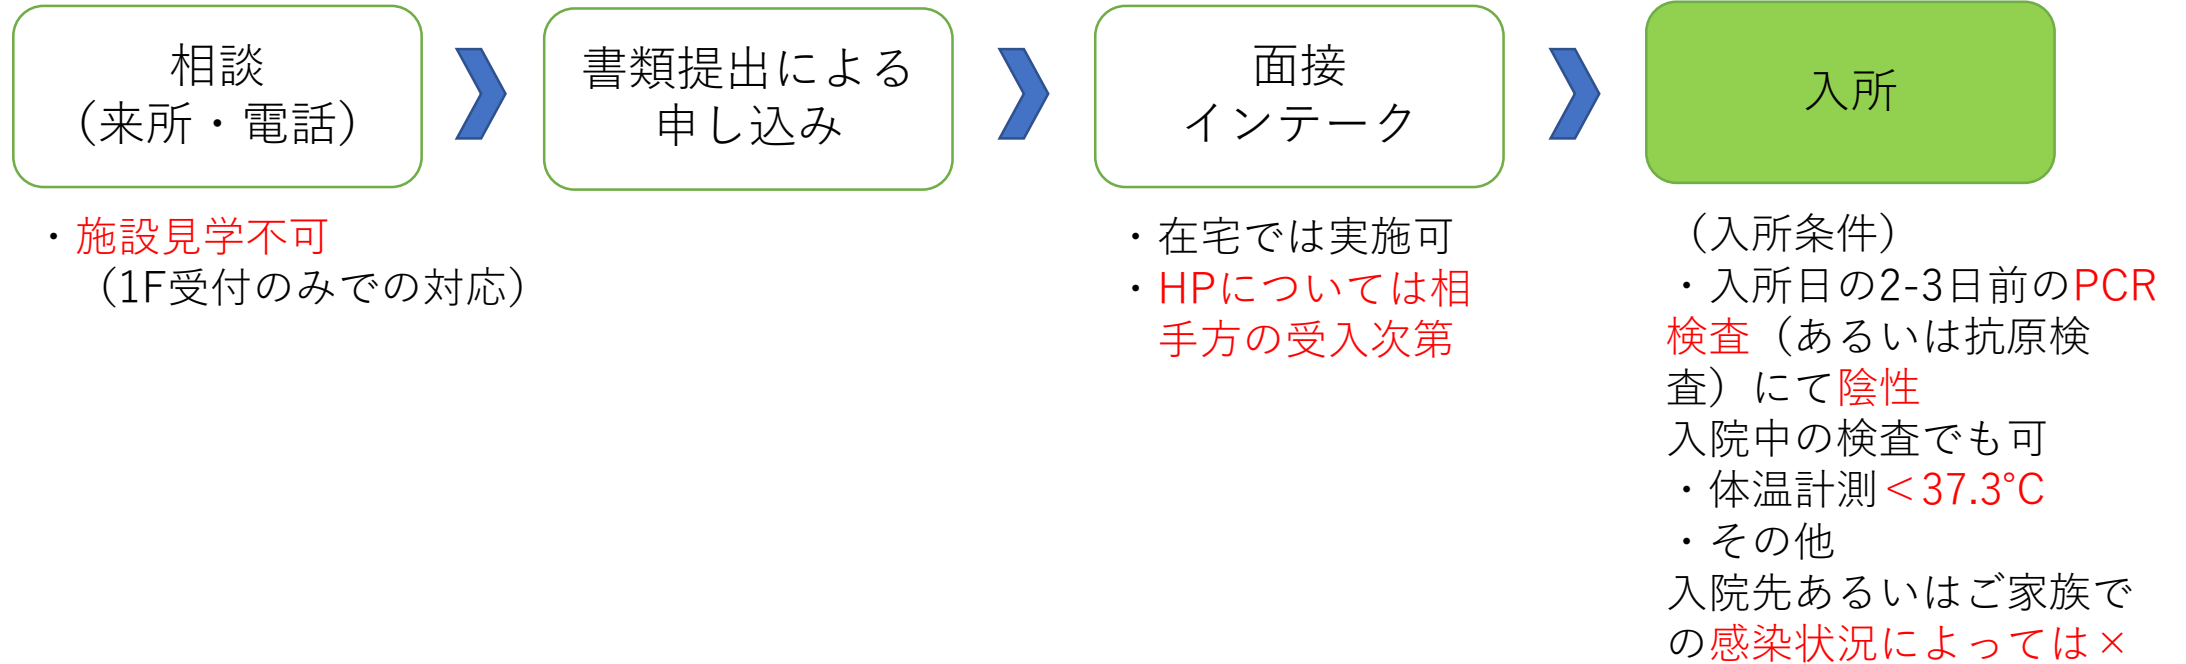 相談
（来所・電話）
・施設見学不可
（1F受付のみでの対応）
書類提出による
申し込み
面接
インテーク
・在宅では実施可
・HPについては相
手方の受入次第
入所
（入所条件）
・入所日の2-3日前のPCR
検査（あるいは抗原検
査）にて陰性
入院中の検査でも可
・体温計測＜37.3℃
・その他
入院先あるいはご家族で
の感染状況によっては×